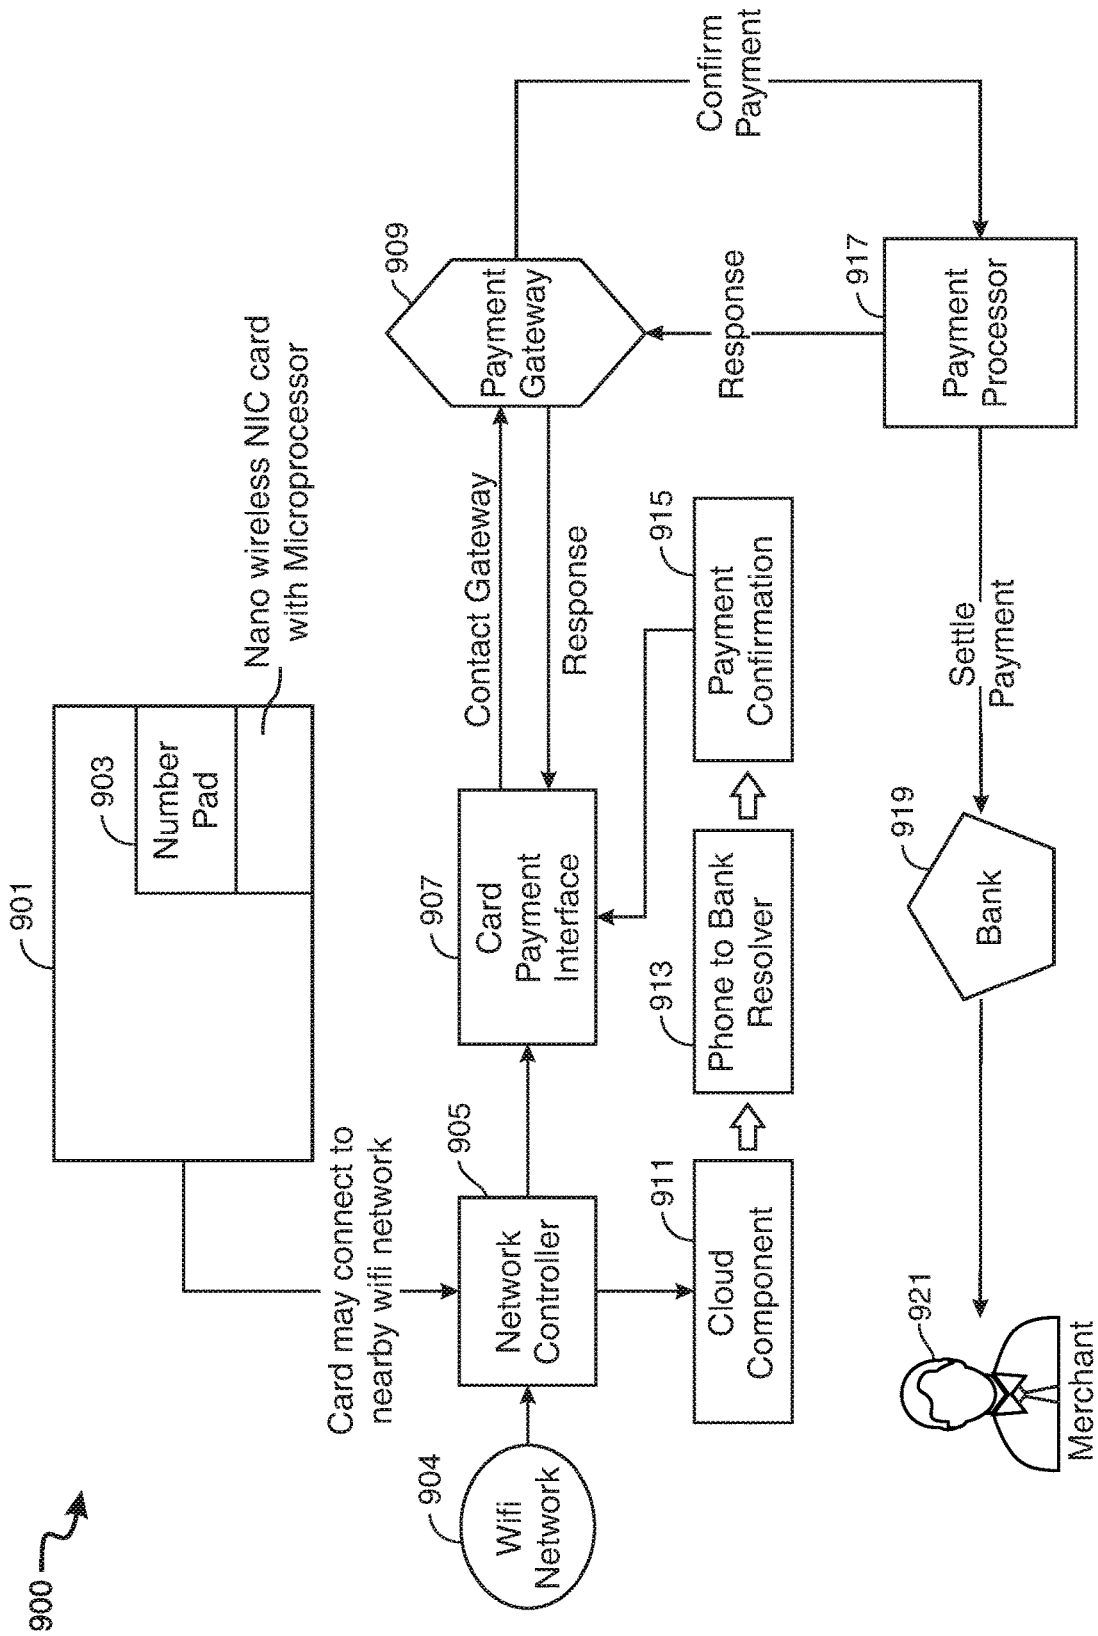 900
901
903
Number
Pad
Nano wireless NIC card
with Microprocessor
Card may connect to
nearby wifi network
904
Wifi
Network
905
Network
Controller
907
Card
Payment
Interface
Contact Gateway
Response
909
Payment
Gateway
Confirm
Payment
911
Cloud
Component
913
Phone to Bank
Resolver
915
Payment
Confirmation
Response
917
Payment
Processor
Settle
Payment
919
Bank
921
Merchant